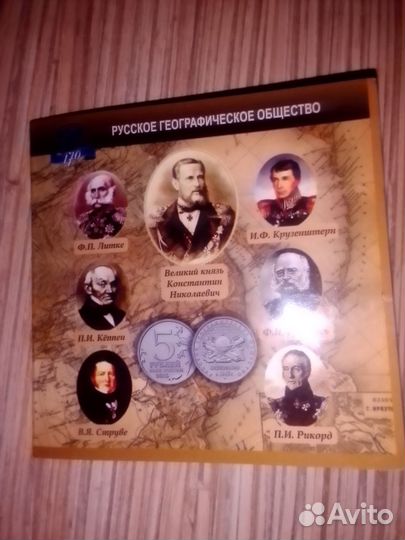 РУССКОЕ ГЕОГРАФИЧЕСКОЕ ОБЩЕСТВО
170
Ф.П. Литке
И.Ф. Крузенштерн
Великий князь
Константин
Николаевич
П.И. Кёппен
5
РУБЛЕЙ
В.Я. Струве
П.И. Рикорд
Avito